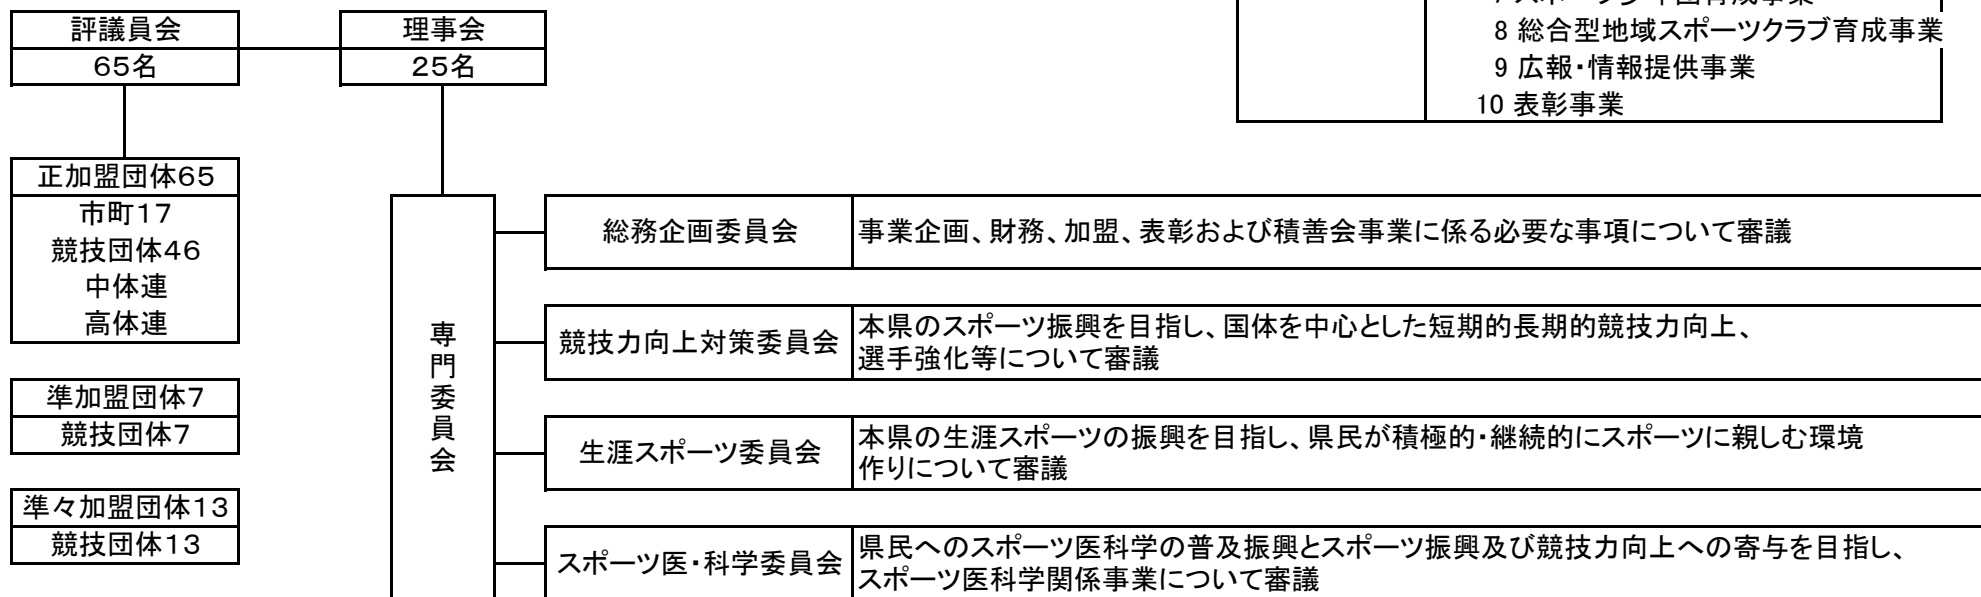 評議員会
65名
理事会
25名
8 総合型地域スポーツクラブ育成事業
9 広報・情報提供事業
10 表彰事業
正加盟団体65
市町17
競技団体46
中体連
高体連
準加盟団体7
競技団体7
準々加盟団体13
競技団体13
専門委員会
総務企画委員会
事業企画、財務、加盟、表彰および積善会事業に係る必要な事項について審議
競技力向上対策委員会
本県のスポーツ振興を目指し、国体を中心とした短期的長期的競技力向上、
選手強化等について審議
生涯スポーツ委員会
本県の生涯スポーツの振興を目指し、県民が積極的・継続的にスポーツに親しむ環境
作りについて審議
スポーツ医・科学委員会
県民へのスポーツ医科学の普及振興とスポーツ振興及び競技力向上への寄与を目指し、
スポーツ医科学関係事業について審議